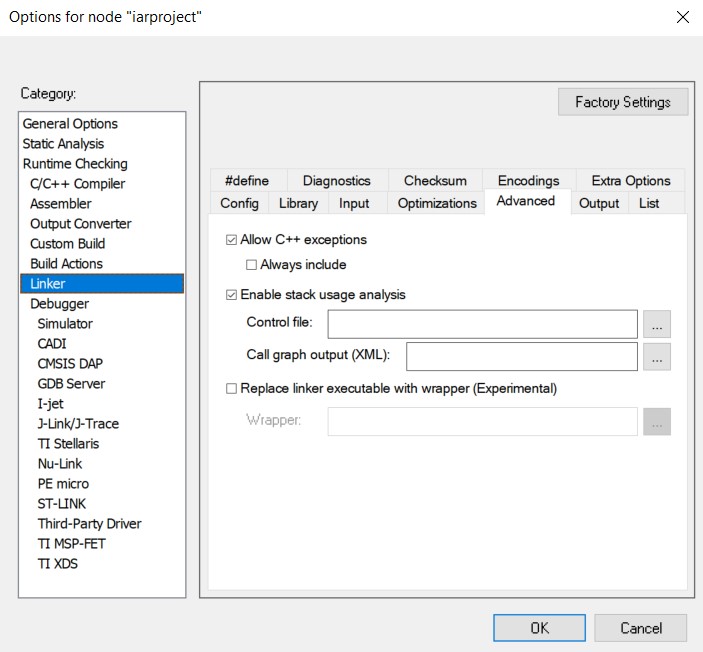 Options for node "iarproject"
Category:
General Options
Static Analysis
Runtime Checking
C/C++ Compiler
Assembler
Output Converter
Custom Build
Build Actions
Linker
Debugger
Simulator
CADI
CMSIS DAP
GDB Server
I-jet
J-Link/J-Trace
TI Stellaris
Nu-Link
PE micro
ST-LINK
Third-Party Driver
TI MSP-FET
TI XDS
Factory Settings
#define Diagnostics Checksum Encodings Extra Options
Config Library Input Optimizations Advanced Output List
Allow C++ exceptions
Always include
Enable stack usage analysis
Control file: ...
Call graph output (XML): ...
Replace linker executable with wrapper (Experimental)
Wrapper: ...
OK Cancel